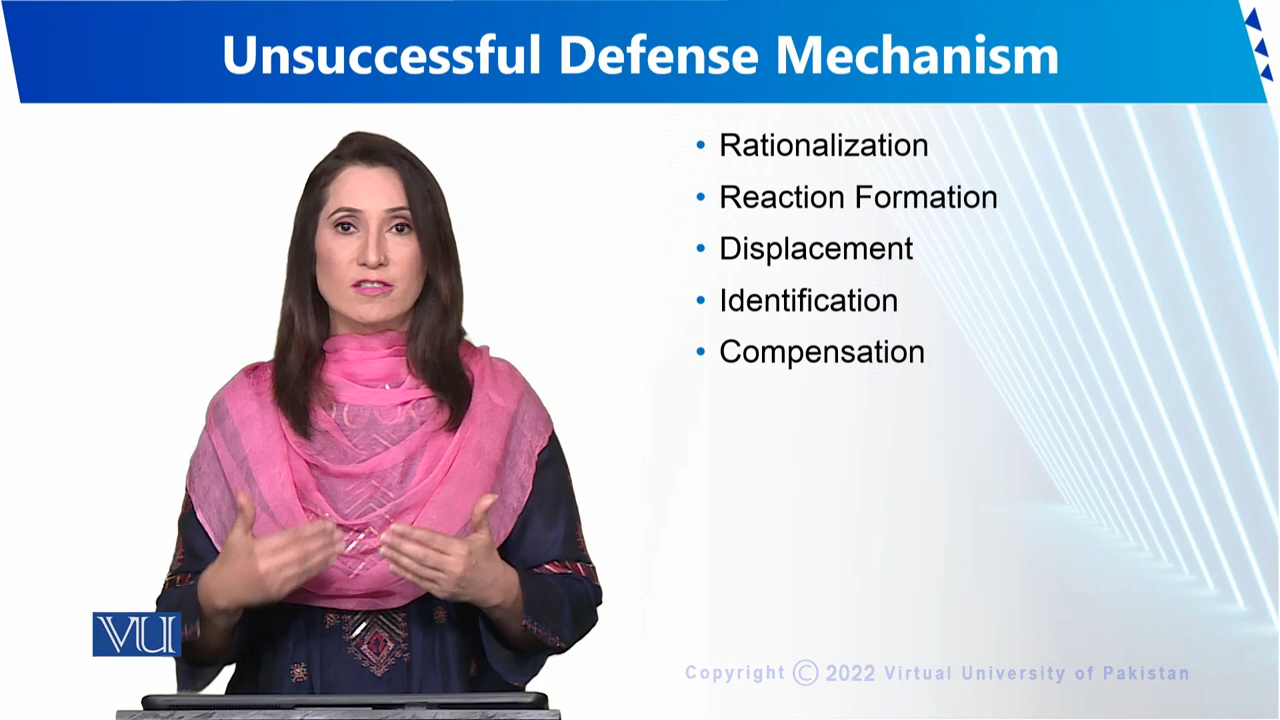 Unsuccessful Defense Mechanism
• Rationalization
• Reaction Formation
• Displacement
• Identification
• Compensation
VU
Copyright © 2022 Virtual University of Pakistan